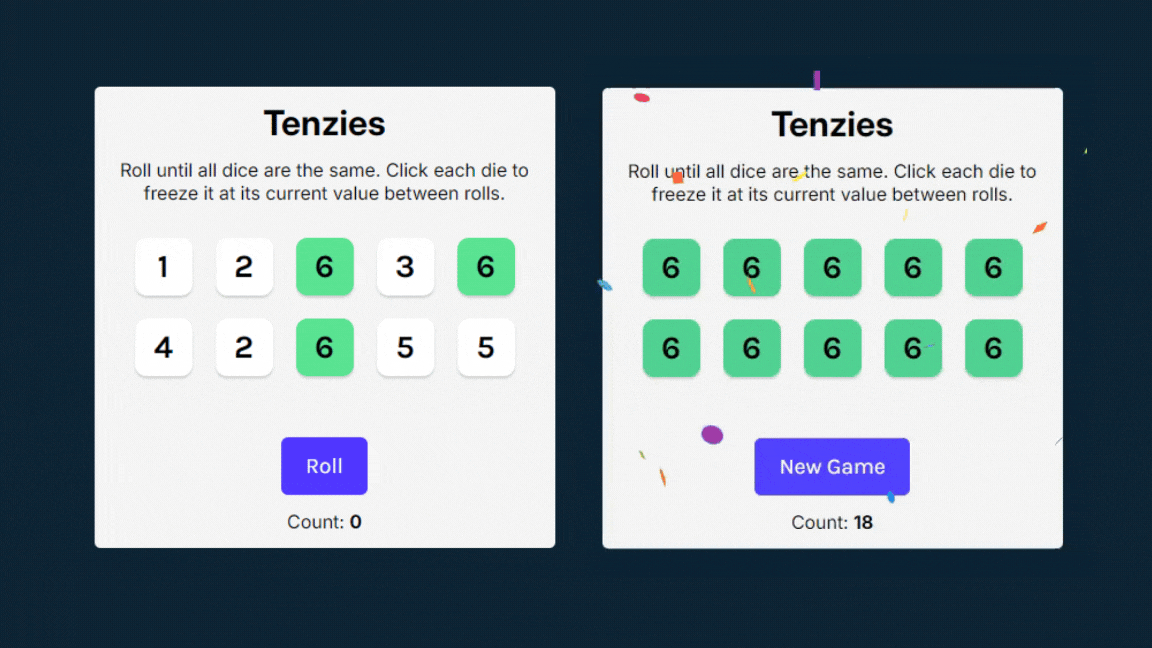 Tenzies
Roll until all dice are the same. Click each die to
freeze it at its current value between rolls.
1 2 6 3 6
4 2 6 5 5
Roll
Count: 0
Tenzies
Roll until all dice are the same. Click each die to
freeze it at its current value between rolls.
6 6 6 6 6
6 6 6 6 6
New Game
Count: 18